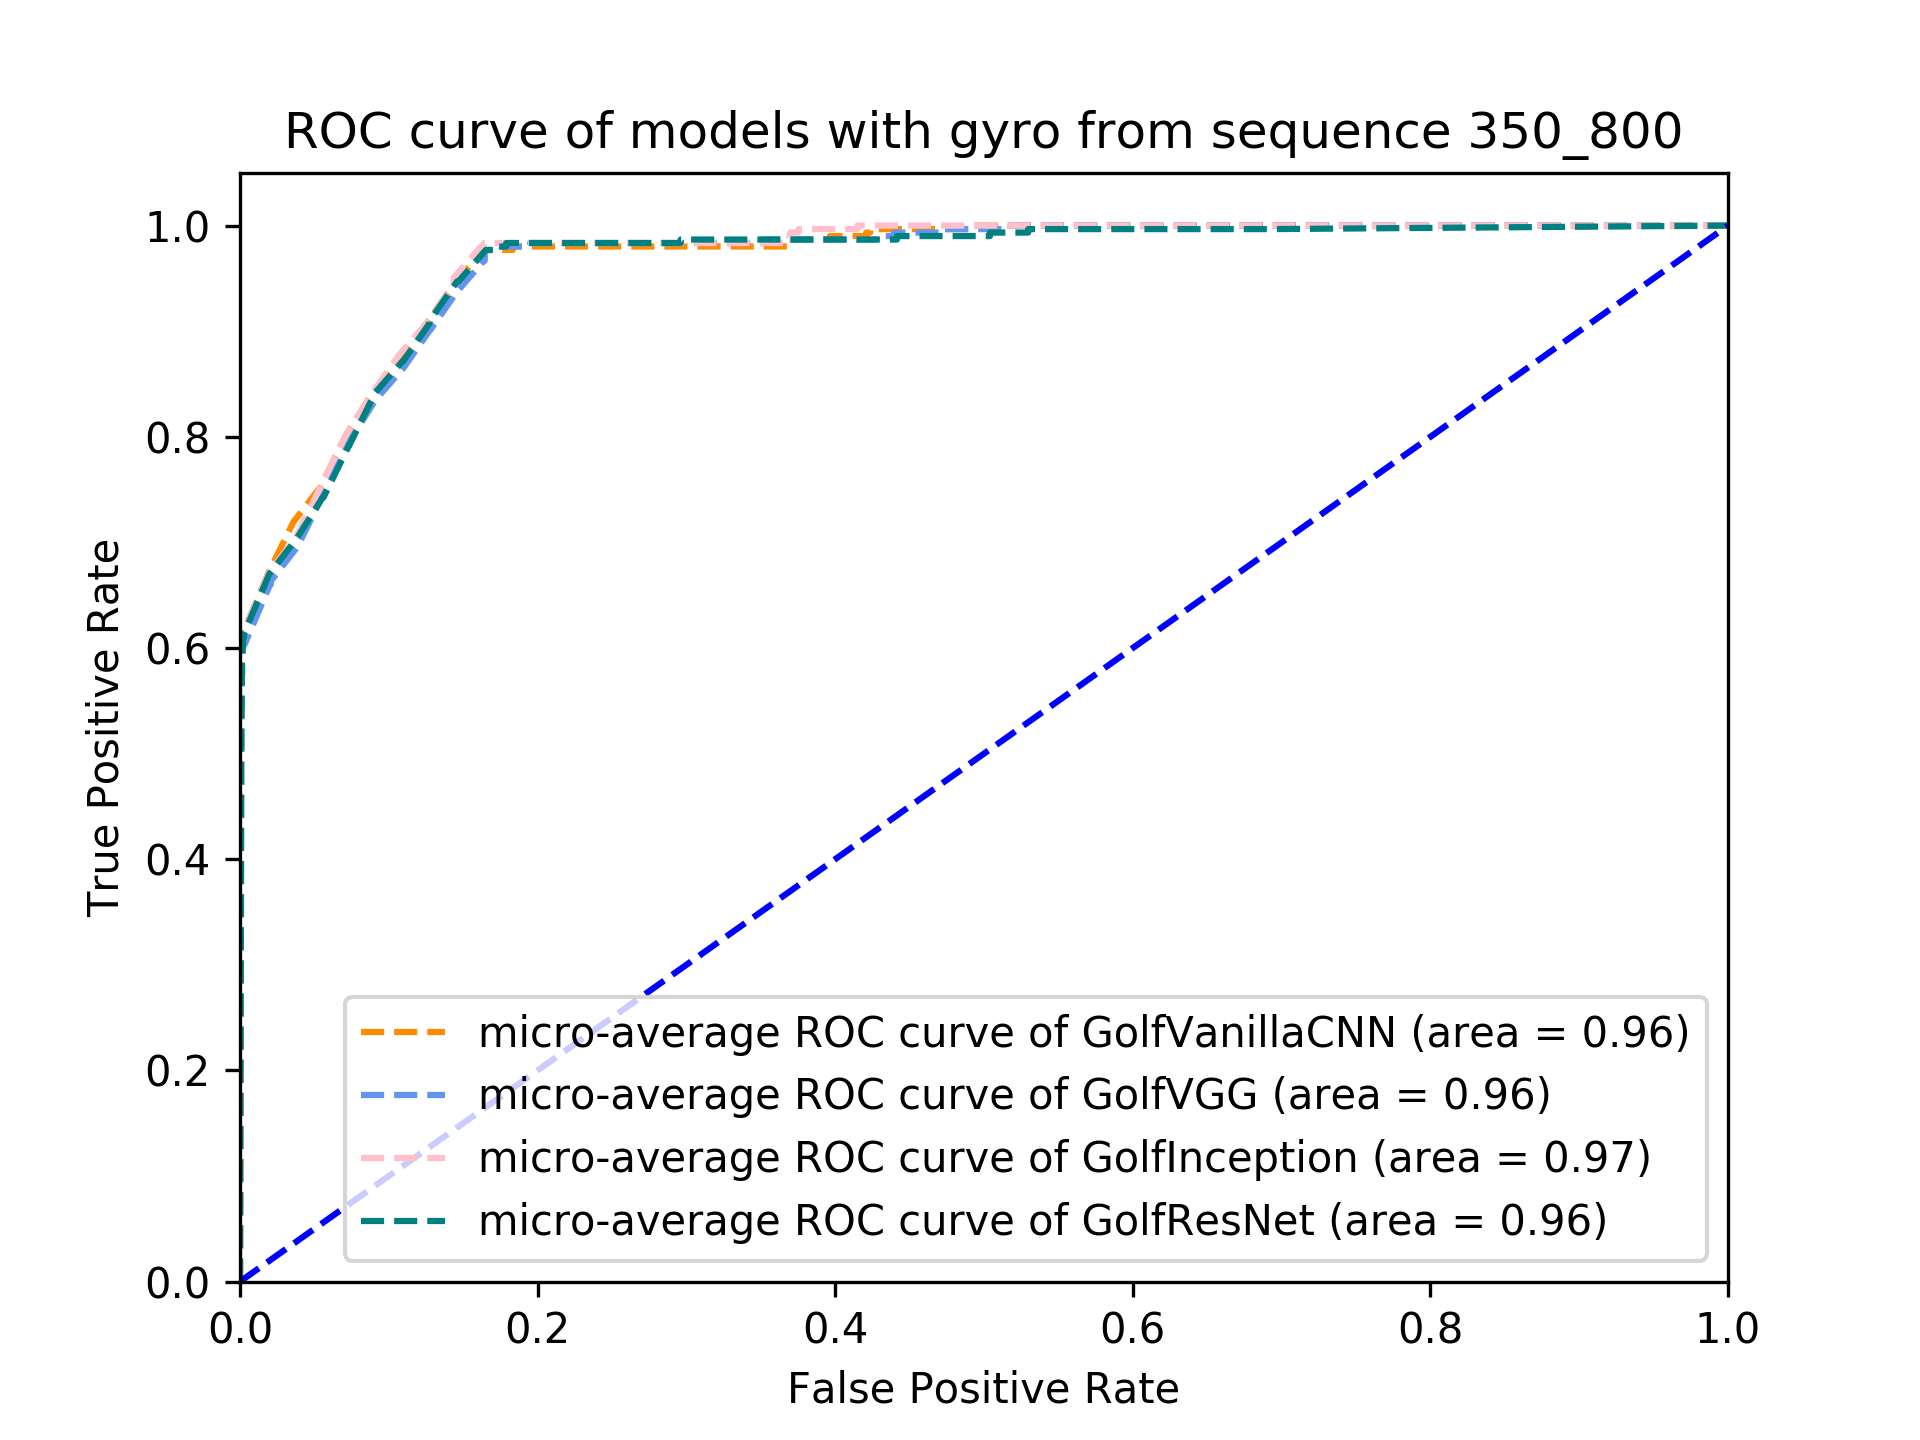 ROC curve of models with gyro from sequence 350_800
True Positive Rate
1.0
0.8
0.6
0.4
0.2
0.0
micro-average ROC curve of GolfVanillaCNN (area = 0.96)
micro-average ROC curve of GolfVGG (area = 0.96)
micro-average ROC curve of GolfInception (area = 0.97)
micro-average ROC curve of GolfResNet (area = 0.96)
0.0 0.2 0.4 0.6 0.8 1.0
False Positive Rate